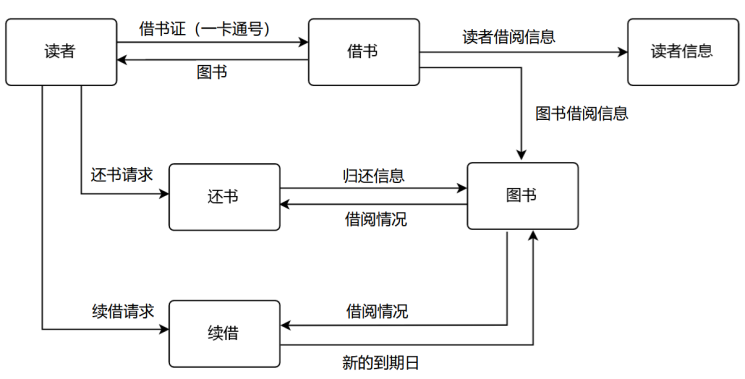 借书证（一卡通号）
读者
借书
读者借阅信息
读者信息
图书
图书借阅信息
还书请求
还书
归还信息
借阅情况
图书
续借请求
续借
借阅情况
新的到期日